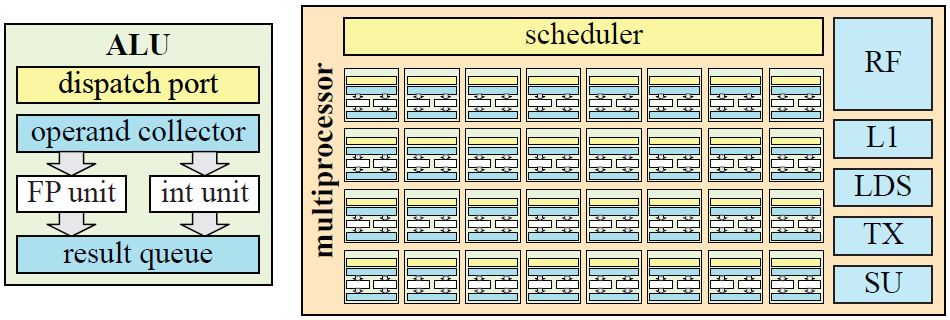 ALU
dispatch port
operand collector
FP unit
int unit
result queue
multiprocessor
scheduler
RF
L1
LDS
TX
SU